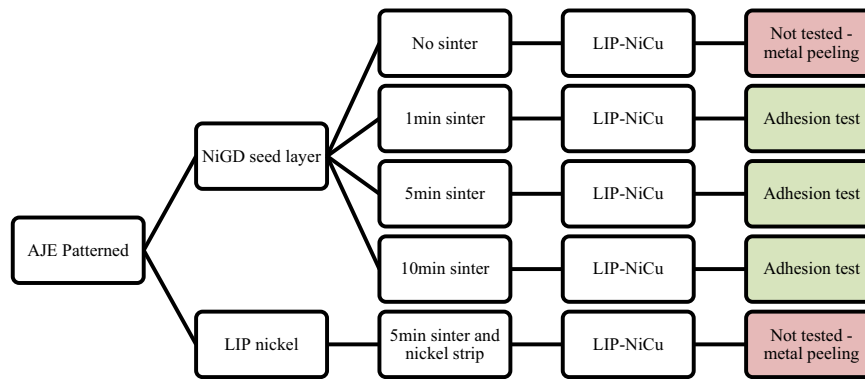 No sinter
LIP-NiCu
Not tested -
metal peeling
1min sinter
LIP-NiCu
Adhesion test
NiGD seed layer
5min sinter
LIP-NiCu
Adhesion test
AJE Patterned
10min sinter
LIP-NiCu
Adhesion test
LIP nickel
5min sinter and
nickel strip
LIP-NiCu
Not tested -
metal peeling